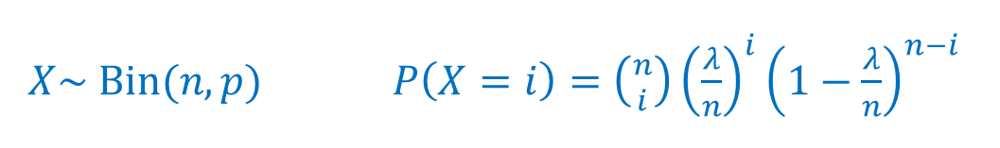 X~ Bin(n, p) P(X = i) = (n i) (λ/n)^i (1 − λ/n)^{n−i}